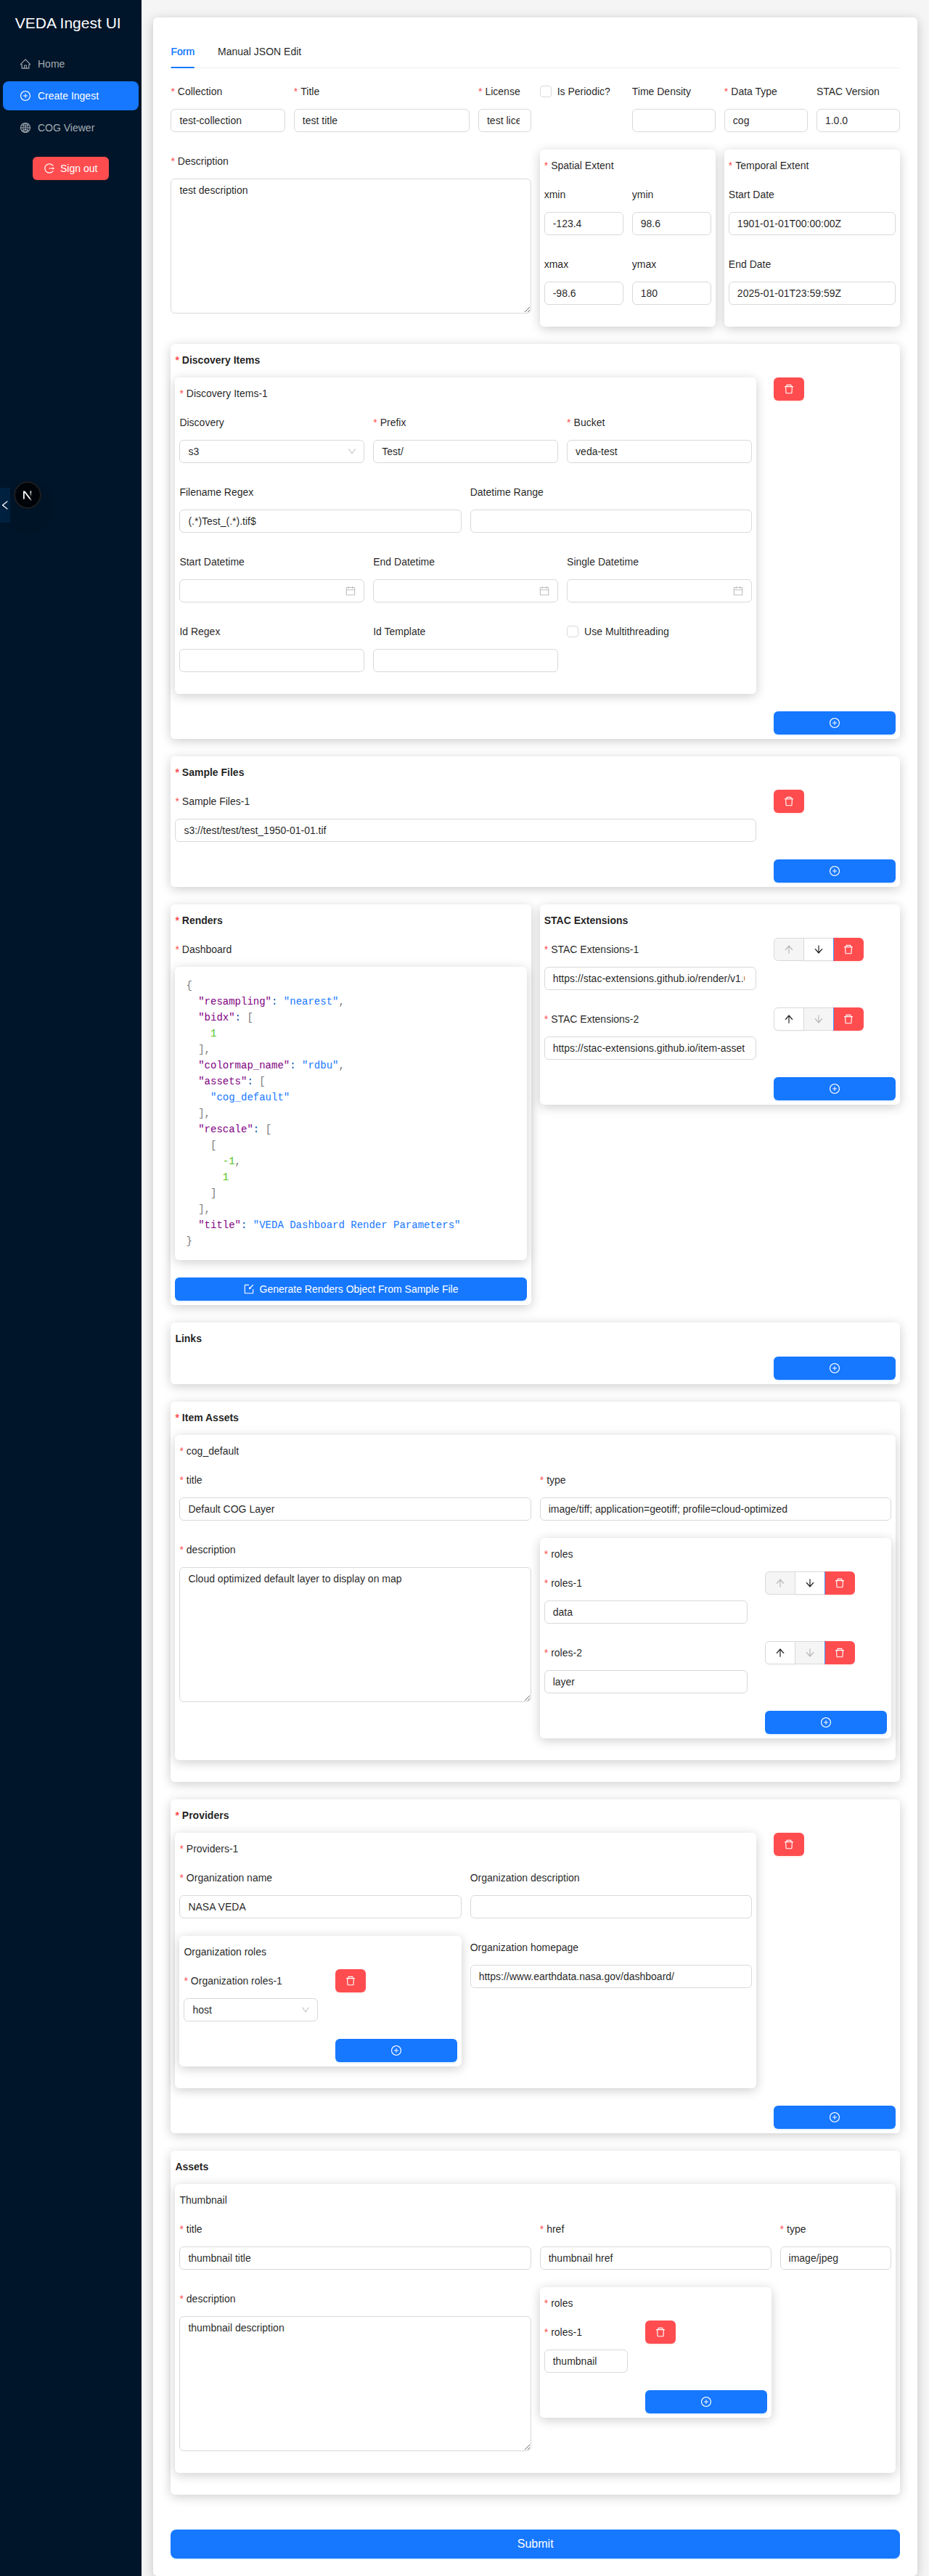 VEDA Ingest UI
Home
Create Ingest
COG Viewer
Sign out
N
Form Manual JSON Edit
* Collection * Title * License Is Periodic? Time Density * Data Type STAC Version
test-collection test title test lice cog 1.0.0
* Description
test description
* Spatial Extent
xmin ymin
-123.4 98.6
xmax ymax
-98.6 180
* Temporal Extent
Start Date
1901-01-01T00:00:00Z
End Date
2025-01-01T23:59:59Z
* Discovery Items
* Discovery Items-1
Discovery * Prefix * Bucket
s3 Test/ veda-test
Filename Regex Datetime Range
(.*)Test_(.*).tif$
Start Datetime End Datetime Single Datetime
Id Regex Id Template Use Multithreading
* Sample Files
* Sample Files-1
s3://test/test/test_1950-01-01.tif
* Renders
* Dashboard
{
"resampling": "nearest",
"bidx": [
1
],
"colormap_name": "rdbu",
"assets": [
"cog_default"
],
"rescale": [
[
-1,
1
]
],
"title": "VEDA Dashboard Render Parameters"
}
Generate Renders Object From Sample File
STAC Extensions
* STAC Extensions-1
https://stac-extensions.github.io/render/v1.
* STAC Extensions-2
https://stac-extensions.github.io/item-asset
Links
* Item Assets
* cog_default
* title * type
Default COG Layer image/tiff; application=geotiff; profile=cloud-optimized
* description
Cloud optimized default layer to display on map
* roles
* roles-1
data
* roles-2
layer
* Providers
* Providers-1
* Organization name Organization description
NASA VEDA
Organization roles
* Organization roles-1
host
Organization homepage
https://www.earthdata.nasa.gov/dashboard/
Assets
Thumbnail
* title * href * type
thumbnail title thumbnail href image/jpeg
* description
thumbnail description
* roles
* roles-1
thumbnail
Submit